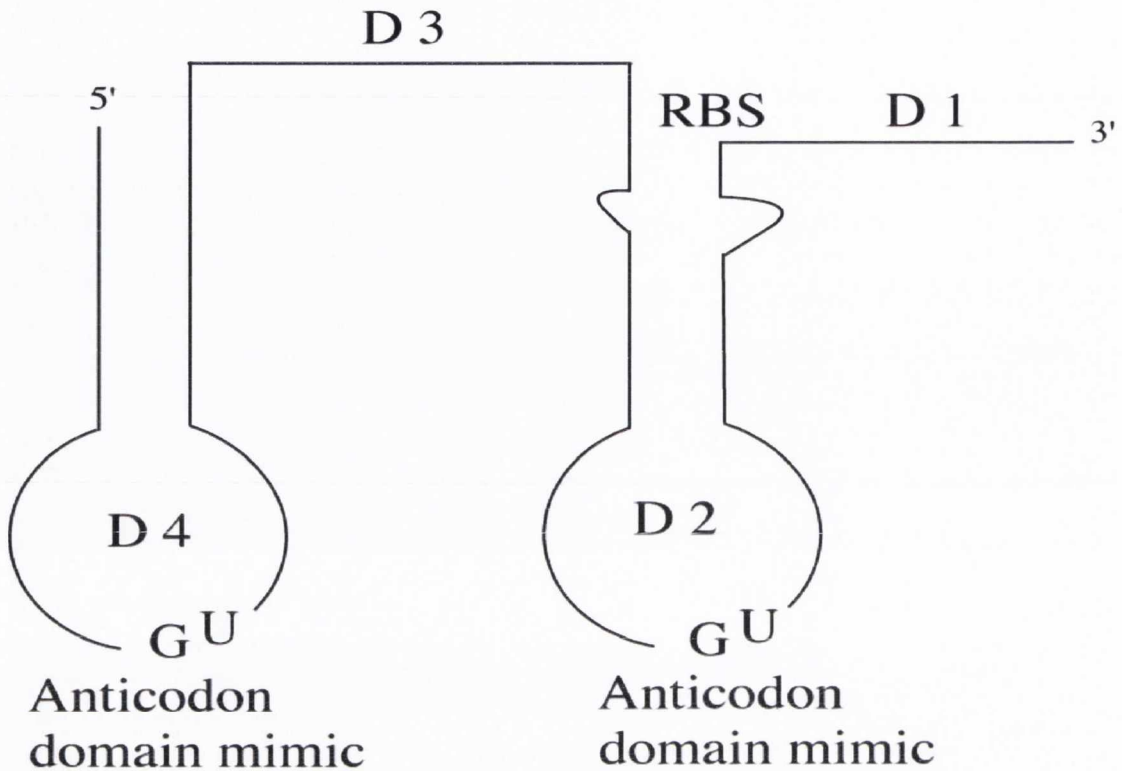 D 3
5'
RBS
D 1
3'
D 4
D 2
G U
G U
Anticodon
domain mimic
Anticodon
domain mimic